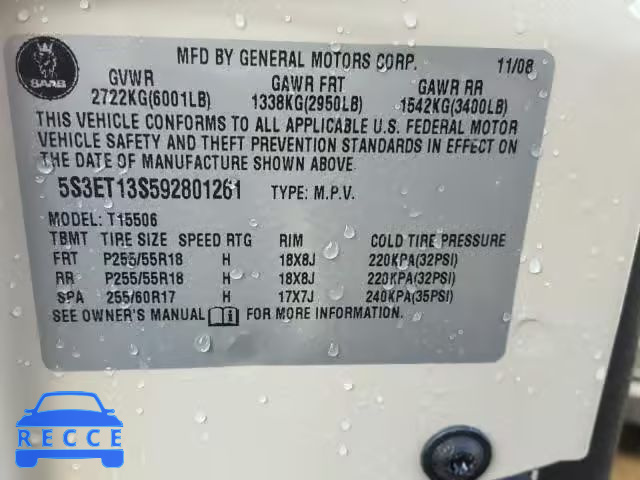 SAAB
MFD BY GENERAL MOTORS CORP. 11/08
GVWR GAWR FRT GAWR RR
2722KG(6001LB) 1338KG(2950LB) 1542KG(3400LB)
THIS VEHICLE CONFORMS TO ALL APPLICABLE U.S. FEDERAL MOTOR
VEHICLE SAFETY AND THEFT PREVENTION STANDARDS IN EFFECT ON
THE DATE OF MANUFACTURE SHOWN ABOVE.
5S3ET13S592801261 TYPE: M.P.V.
MODEL: T15506
TBMT TIRE SIZE SPEED RTG RIM COLD TIRE PRESSURE
FRT P255/55R18 H 18X8J 220KPA(32PSI)
RR P255/55R18 H 18X8J 220KPA(32PSI)
SPA 255/60R17 H 17X7J 240KPA(35PSI)
SEE OWNER'S MANUAL FOR MORE INFORMATION.
RECCE